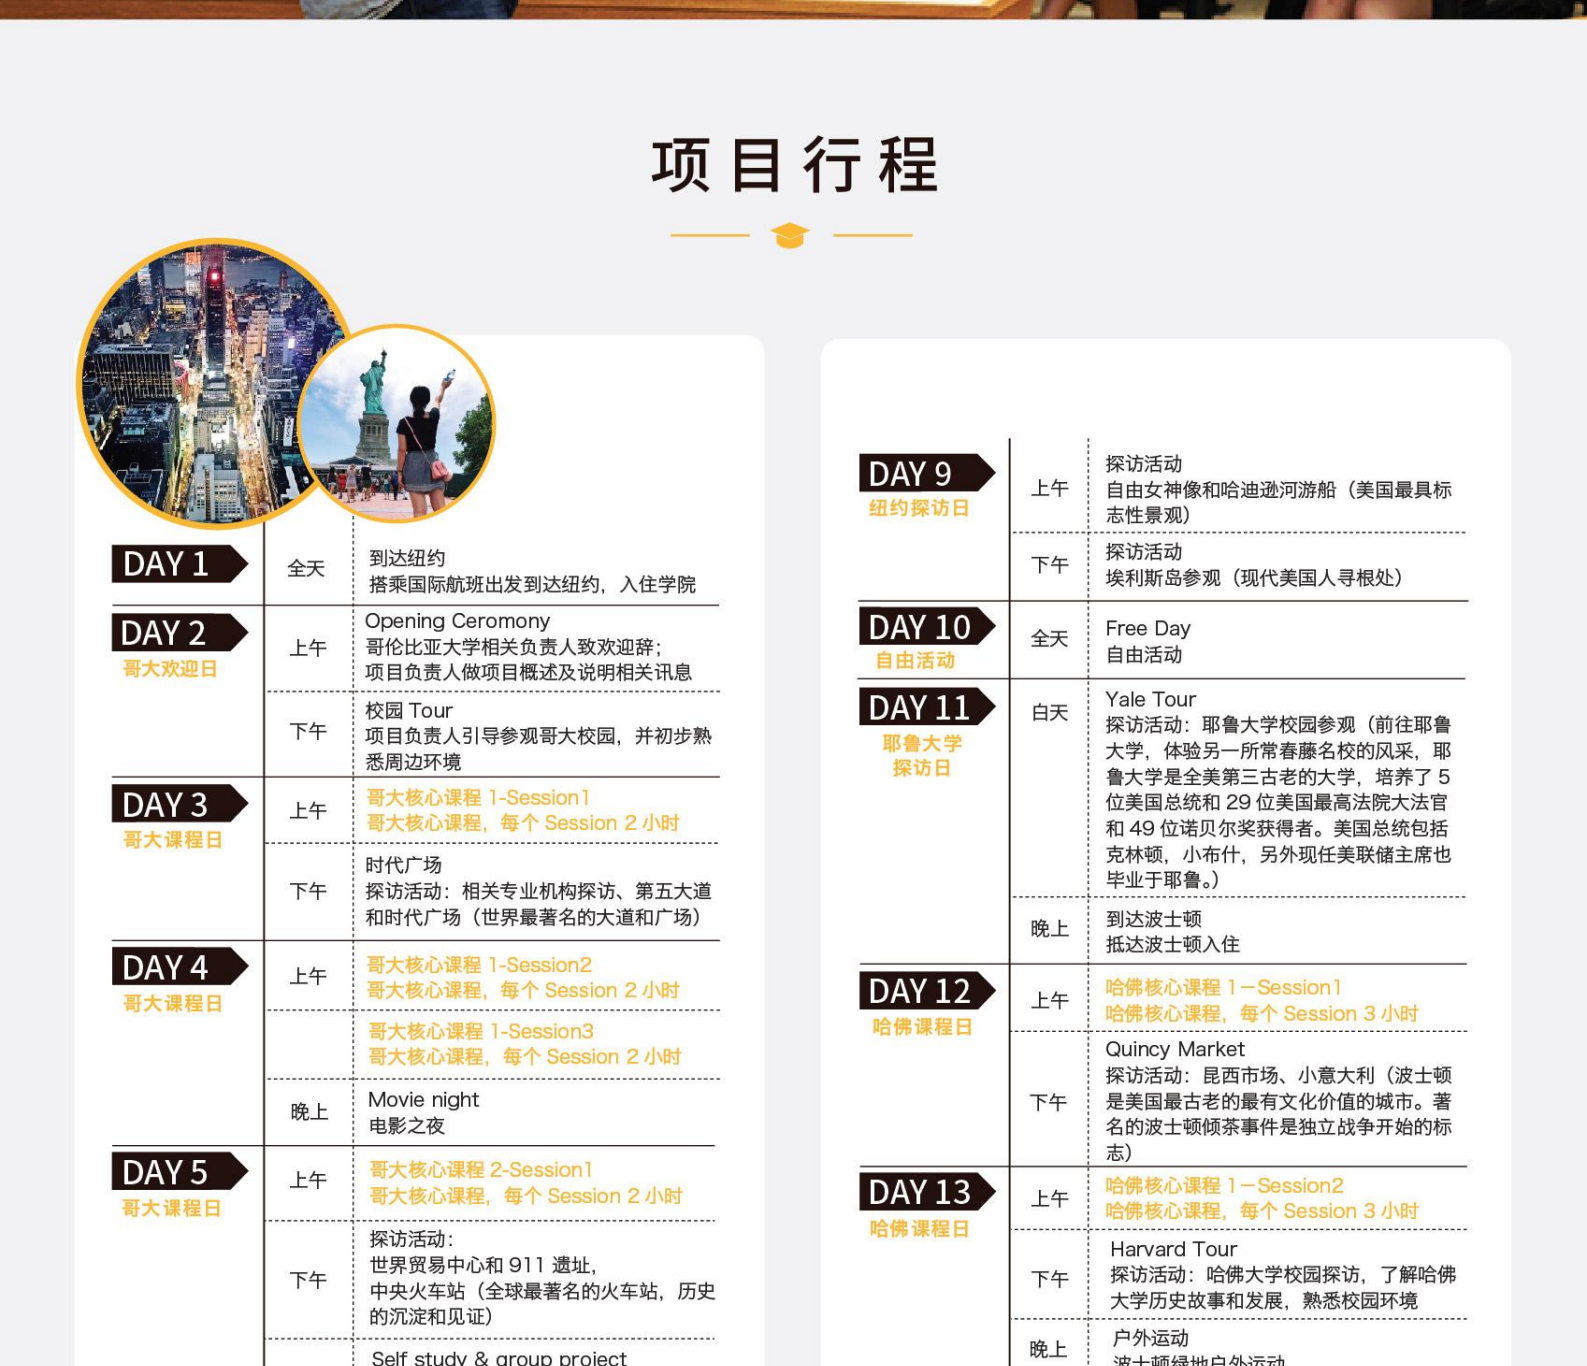 项目行程
DAY 1
全天
到达纽约
搭乘国际航班出发到达纽约，入住学院
DAY 2
哥大欢迎日
上午
Opening Ceromony
哥伦比亚大学相关负责人致欢迎辞；
项目负责人做项目概述及说明相关讯息
下午
校园 Tour
项目负责人引导参观哥大校园，并初步熟
悉周边环境
DAY 3
哥大课程日
上午
哥大核心课程 1-Session1
哥大核心课程，每个 Session 2 小时
下午
时代广场
探访活动：相关专业机构探访、第五大道
和时代广场（世界最著名的大道和广场）
DAY 4
哥大课程日
上午
哥大核心课程 1-Session2
哥大核心课程，每个 Session 2 小时
哥大核心课程 1-Session3
哥大核心课程，每个 Session 2 小时
晚上
Movie night
电影之夜
DAY 5
哥大课程日
上午
哥大核心课程 2-Session1
哥大核心课程，每个 Session 2 小时
下午
探访活动：
世界贸易中心和 911 遗址，
中央火车站（全球最著名的火车站，历史
的沉淀和见证）
Self study & group project
DAY 9
纽约探访日
上午
探访活动
自由女神像和哈迪逊河游船（美国最具标
志性景观）
下午
探访活动
埃利斯岛参观（现代美国人寻根处）
DAY 10
自由活动
全天
Free Day
自由活动
DAY 11
耶鲁大学
探访日
白天
Yale Tour
探访活动：耶鲁大学校园参观（前往耶鲁
大学，体验另一所常春藤名校的风采，耶
鲁大学是全美第三古老的大学，培养了 5
位美国总统和 29 位美国最高法院大法官
和 49 位诺贝尔奖获得者。美国总统包括
克林顿，小布什，另外现任美联储主席也
毕业于耶鲁。）
晚上
到达波士顿
抵达波士顿入住
DAY 12
哈佛课程日
上午
哈佛核心课程 1－Session1
哈佛核心课程，每个 Session 3 小时
下午
Quincy Market
探访活动：昆西市场、小意大利（波士顿
是美国最古老的最有文化价值的城市。著
名的波士顿倾茶事件是独立战争开始的标
志）
DAY 13
哈佛课程日
上午
哈佛核心课程 1－Session2
哈佛核心课程，每个 Session 3 小时
下午
Harvard Tour
探访活动：哈佛大学校园探访，了解哈佛
大学历史故事和发展，熟悉校园环境
晚上
户外运动
波士顿绿地户外运动